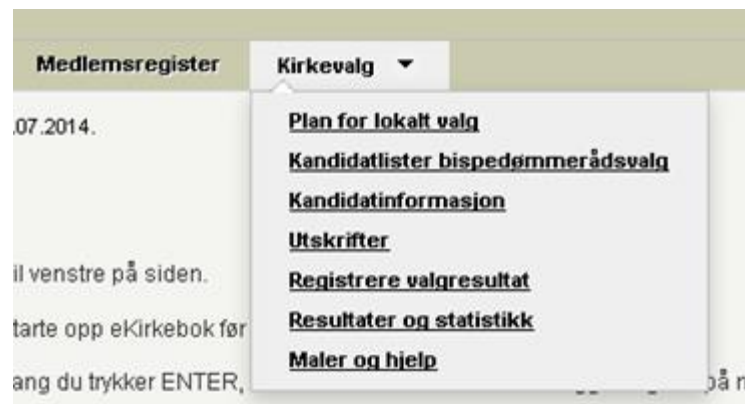 Medlemsregister Kirkevalg
.07.2014.
Plan for lokalt valg
Kandidatlister bispedømmerådsvalg
Kandidatinformasjon
Utskrifter
il venstre på siden.
Registrere valgresultat
tarte opp eKirkebok før
Resultater og statistikk
Maler og hjelp
ang du trykker ENTER,
på